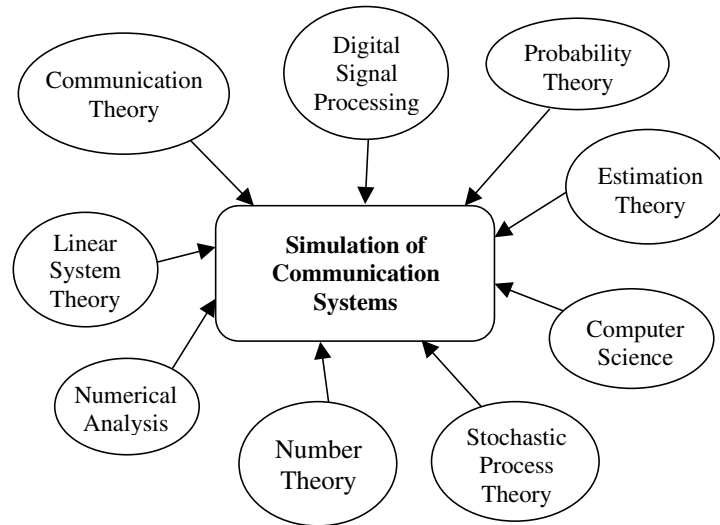 Communication
Theory
Digital
Signal
Processing
Probability
Theory
Estimation
Theory
Linear
System
Theory
Simulation of
Communication
Systems
Computer
Science
Numerical
Analysis
Number
Theory
Stochastic
Process
Theory